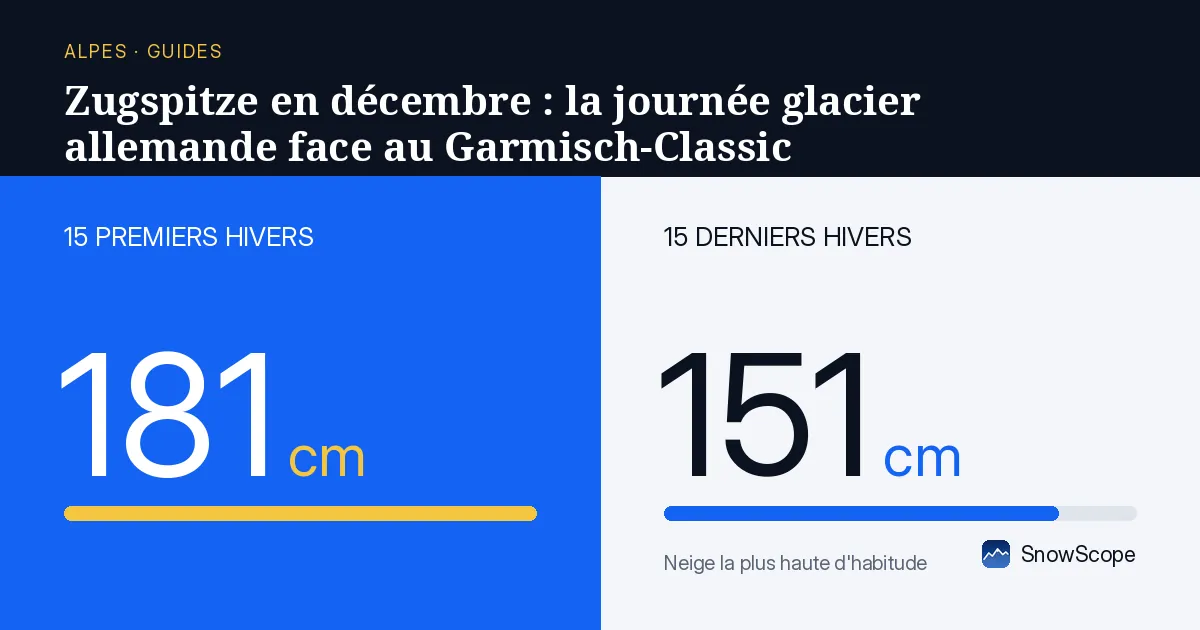 ALPES · GUIDES
Zugspitze en décembre : la journée glacier
allemande face au Garmisch-Classic
15 PREMIERS HIVERS
181 cm
15 DERNIERS HIVERS
151 cm
Neige la plus haute d'habitude
SnowScope